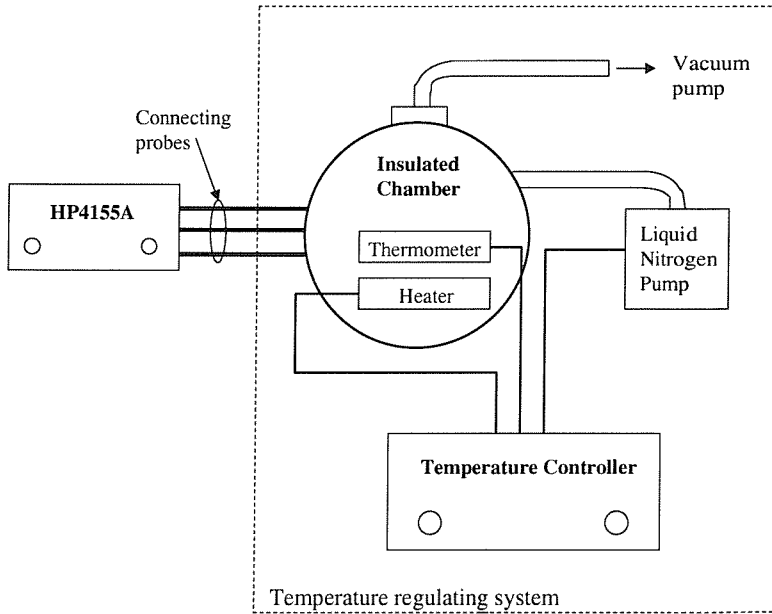 Vacuum
pump
Connecting
probes
Insulated
Chamber
HP4155A
Thermometer
Heater
Liquid
Nitrogen
Pump
Temperature Controller
Temperature regulating system